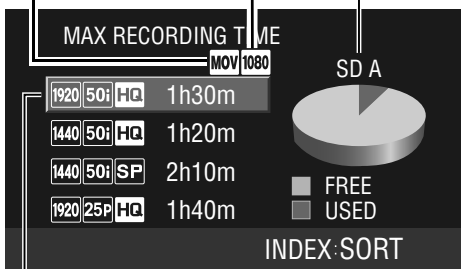 MAX RECORDING TIME
MOV 1080
SD A
1920 50i HQ 1h30m
1440 50i HQ 1h20m
1440 50i SP 2h10m
1920 25P HQ 1h40m
FREE
USED
INDEX:SORT